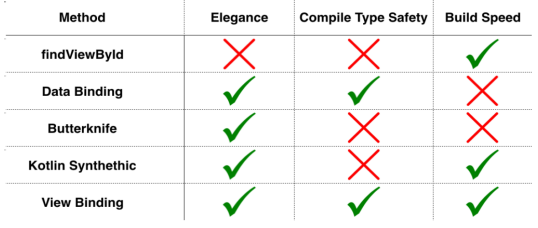 Method Elegance Compile Type Safety Build Speed
findViewById
Data Binding
Butterknife
Kotlin Synthethic
View Binding